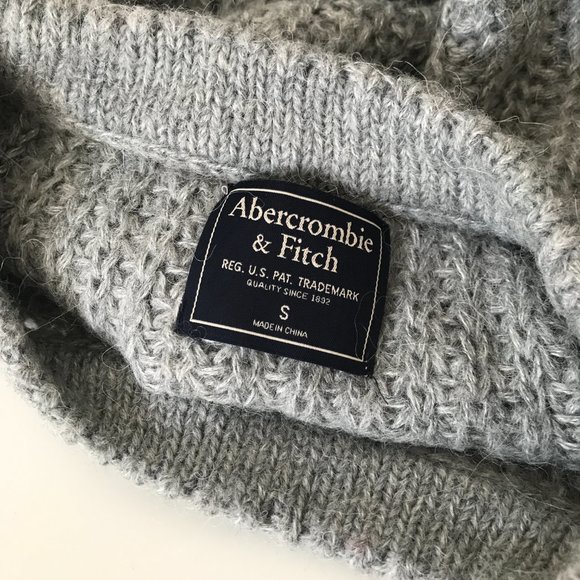 Abercrombie
& Fitch
REG. U.S. PAT. TRADEMARK
QUALITY SINCE 1892
S
MADE IN CHINA